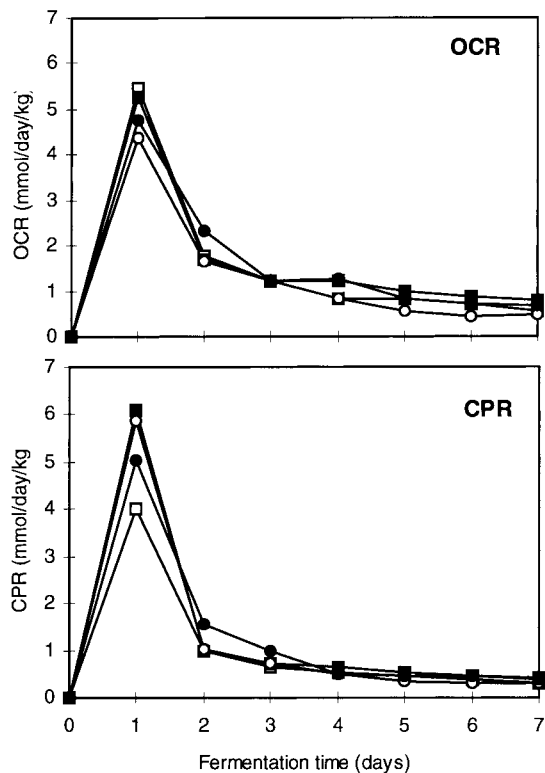 7
6
5
4
3
2
1
0
OCR (mmol/day/kg)
OCR
7
6
5
4
3
2
1
0
CPR (mmol/day/kg
CPR
0 1 2 3 4 5 6 7
Fermentation time (days)